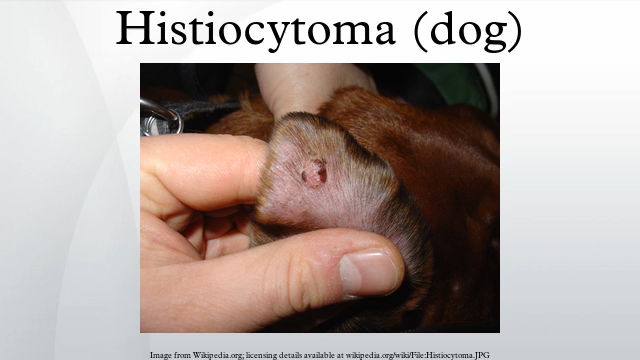 Histiocytoma (dog)
Image from Wikipedia.org; licensing details available at wikipedia.org/wiki/File:Histiocytoma.JPG